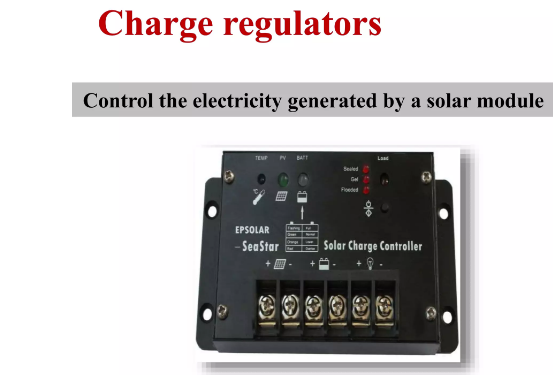 Charge regulators
Control the electricity generated by a solar module
TEMP PV BATT Load
Sealed
Gel
Flooded
EPSOLAR
SeaStar
Solar Charge Controller
+ - + - + -